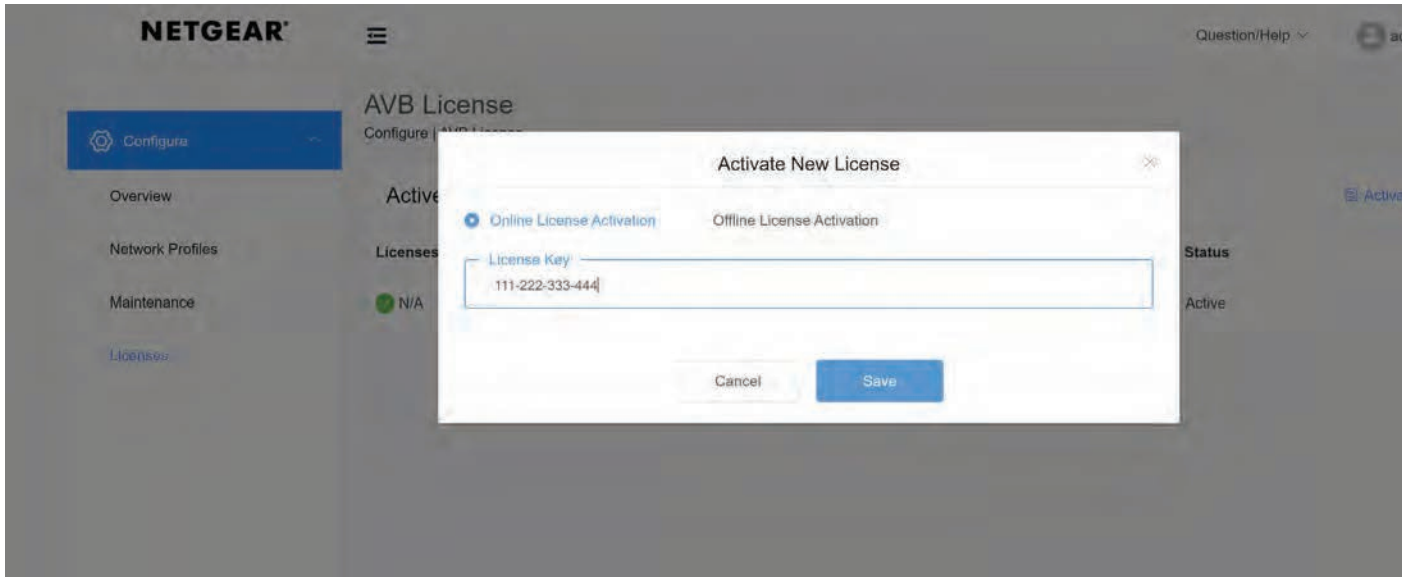 NETGEAR
Question/Help
AVB License
Configure
Configure |
Activate New License
Overview
Active
Online License Activation
Offline License Activation
Network Profiles
Licenses
License Key
Status
111-222-333-444
Maintenance
N/A
Active
Licenses
Cancel
Save